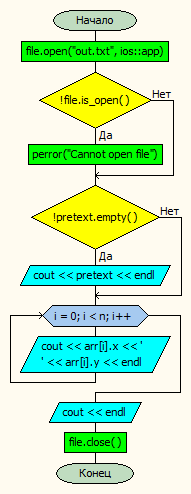 Начало
file.open("out.txt", ios::app)
!file.is_open()
Нет
Да
perror("Cannot open file")
!pretext.empty()
Нет
Да
cout << pretext << endl
i = 0; i < n; i++
cout << arr[i].x << '
' << arr[i].y << endl
cout << endl
file.close()
Конец